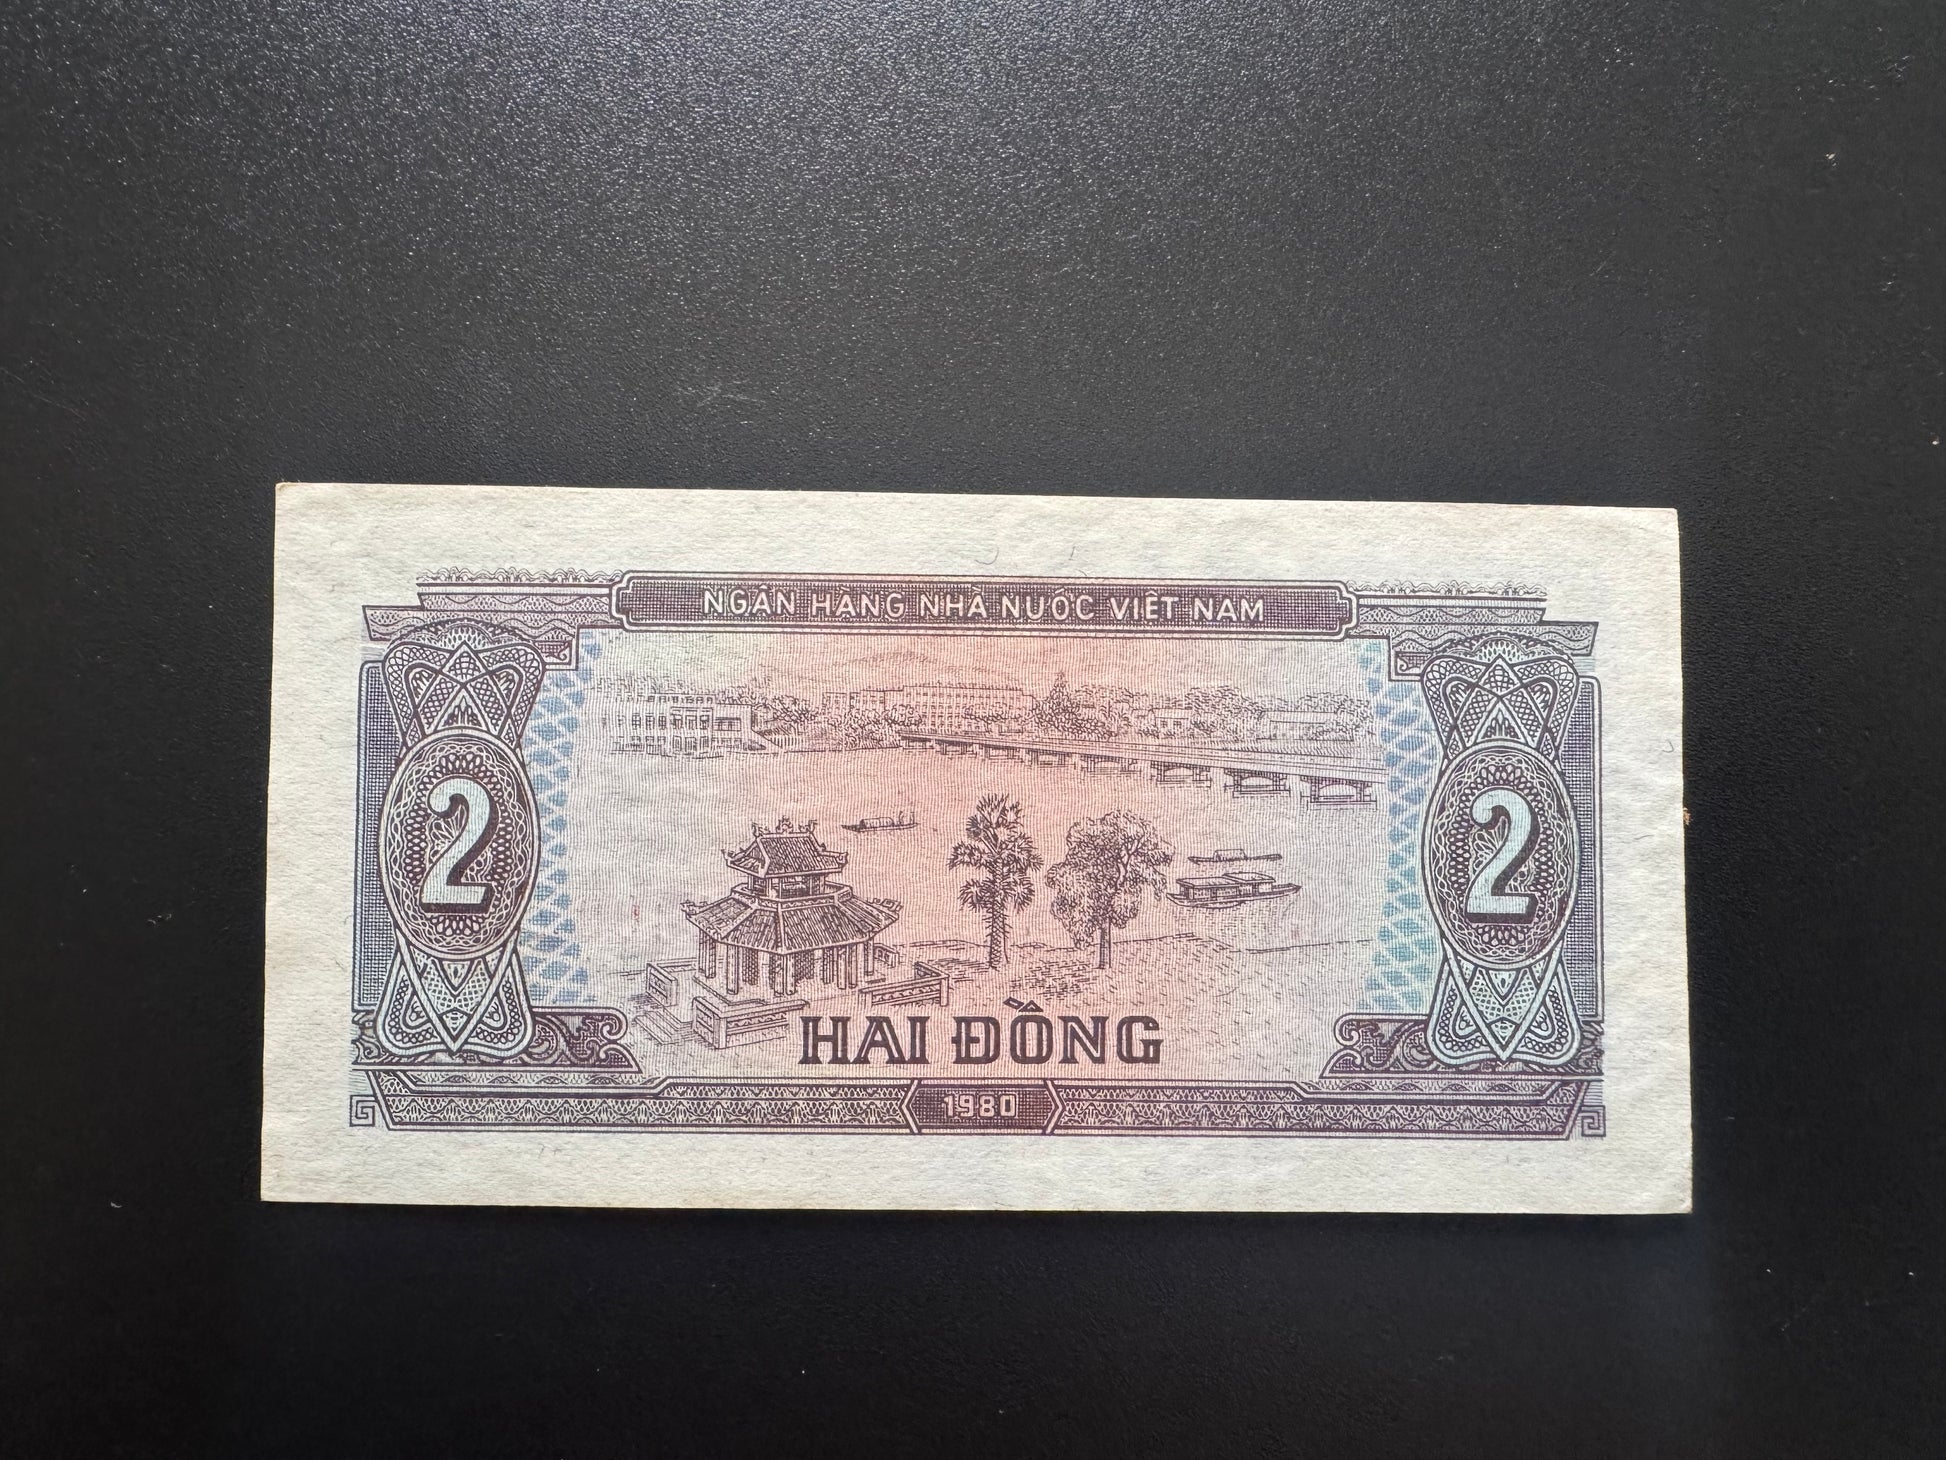 NGÂN HÀNG NHÀ NƯỚC VIỆT NAM
2
2
HAI ĐỒNG
1980